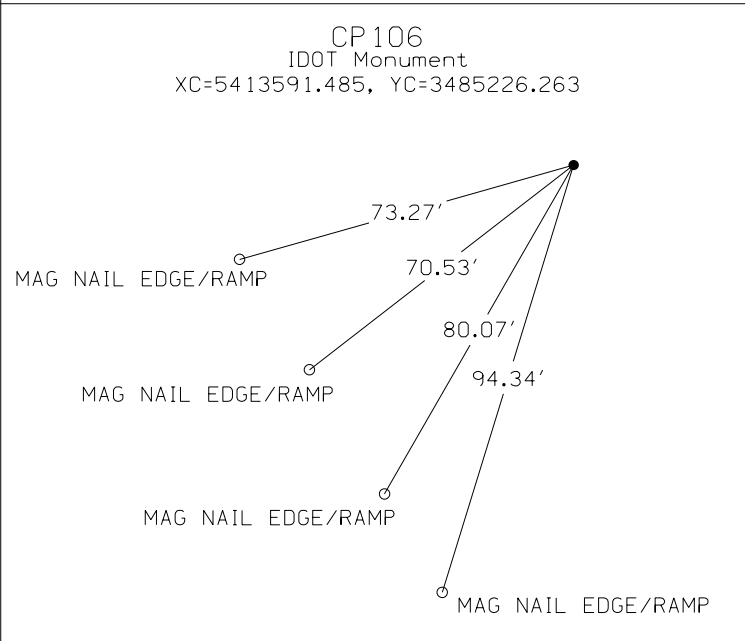 CP106
IDOT Monument
XC=5413591.485, YC=3485226.263
73.27'
MAG NAIL EDGE/RAMP
70.53'
80.07'
94.34'
MAG NAIL EDGE/RAMP
MAG NAIL EDGE/RAMP
MAG NAIL EDGE/RAMP